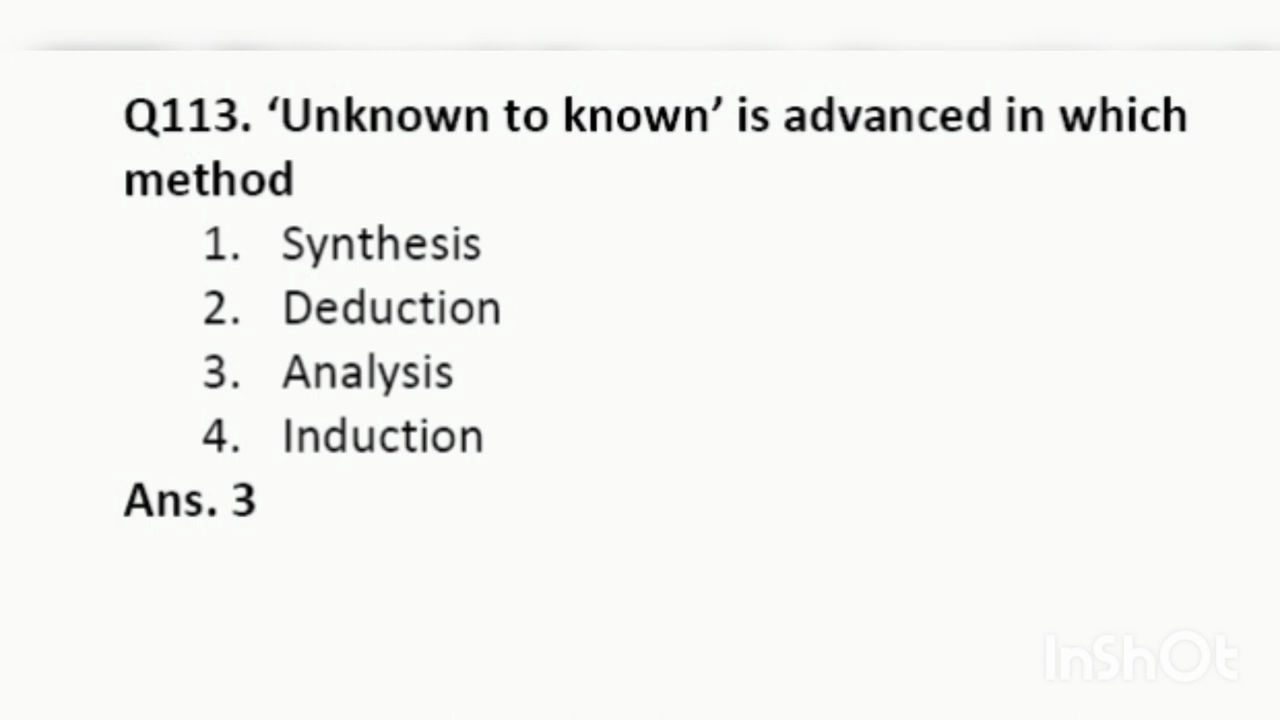 Q113. ‘Unknown to known’ is advanced in which
method
1. Synthesis
2. Deduction
3. Analysis
4. Induction
Ans. 3
InShOt